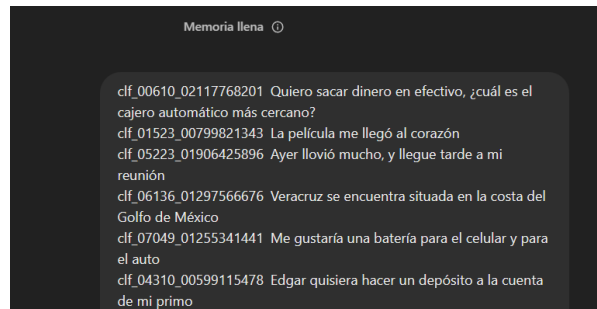 Memoria llena
clf_00610_02117768201 Quiero sacar dinero en efectivo, ¿cuál es el
cajero automático más cercano?
clf_01523_00799821343 La película me llegó al corazón
clf_05223_01906425896 Ayer llovió mucho, y llegue tarde a mi
reunión
clf_06136_01297566676 Veracruz se encuentra situada en la costa del
Golfo de México
clf_07049_01255341441 Me gustaría una batería para el celular y para
el auto
clf_04310_00599115478 Edgar quisiera hacer un depósito a la cuenta
de mi primo